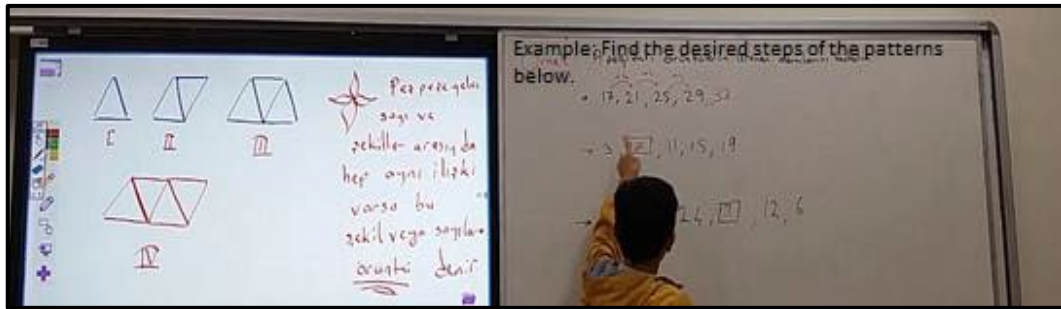 I
II
III
IV
Peş peşe gelen
sayı ve
şekiller arasında
hep aynı ilişki
varsa bu
şekil veya sayılara
örüntü denir
Example: Find the desired steps of the patterns
below.
→ 17, 21, 25, 29, 33
→ 3, 11, 15, 19
→ 24, 12, 6